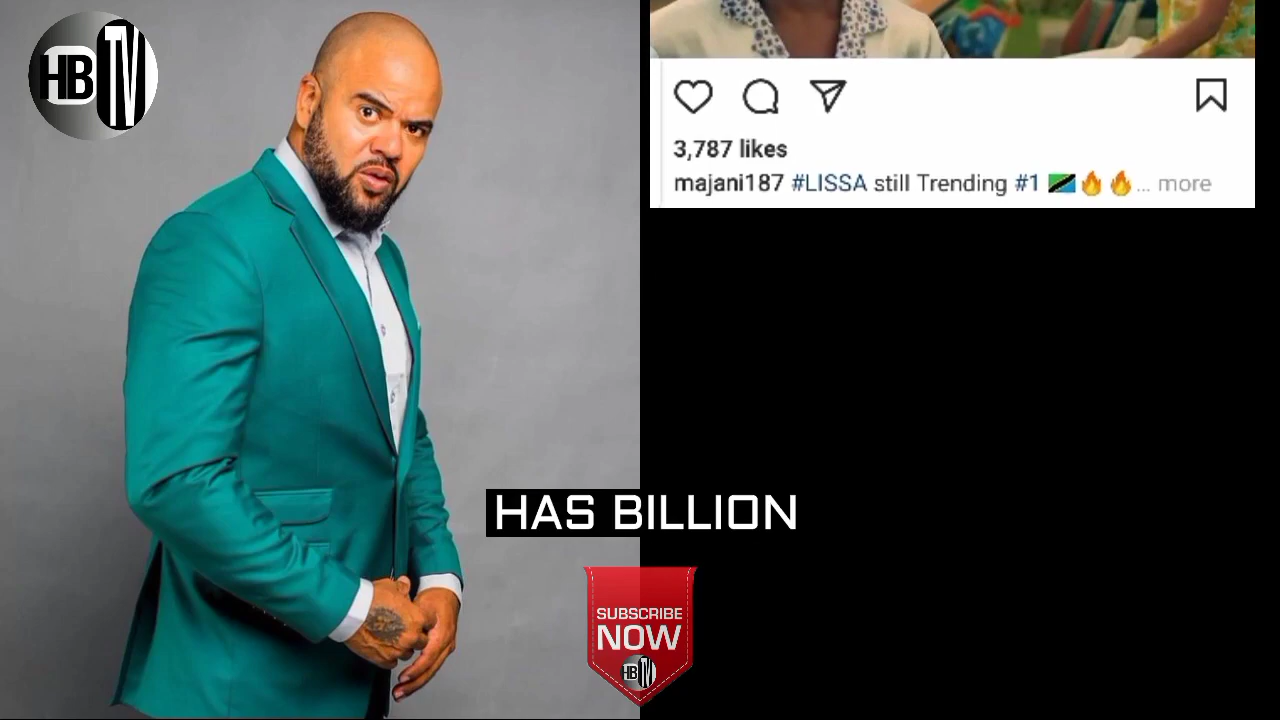 HB TV
3,787 likes
majani187 #LISSA still Trending #1 🇹🇿🔥🔥... more
HAS BILLION
SUBSCRIBE
NOW
HB TV